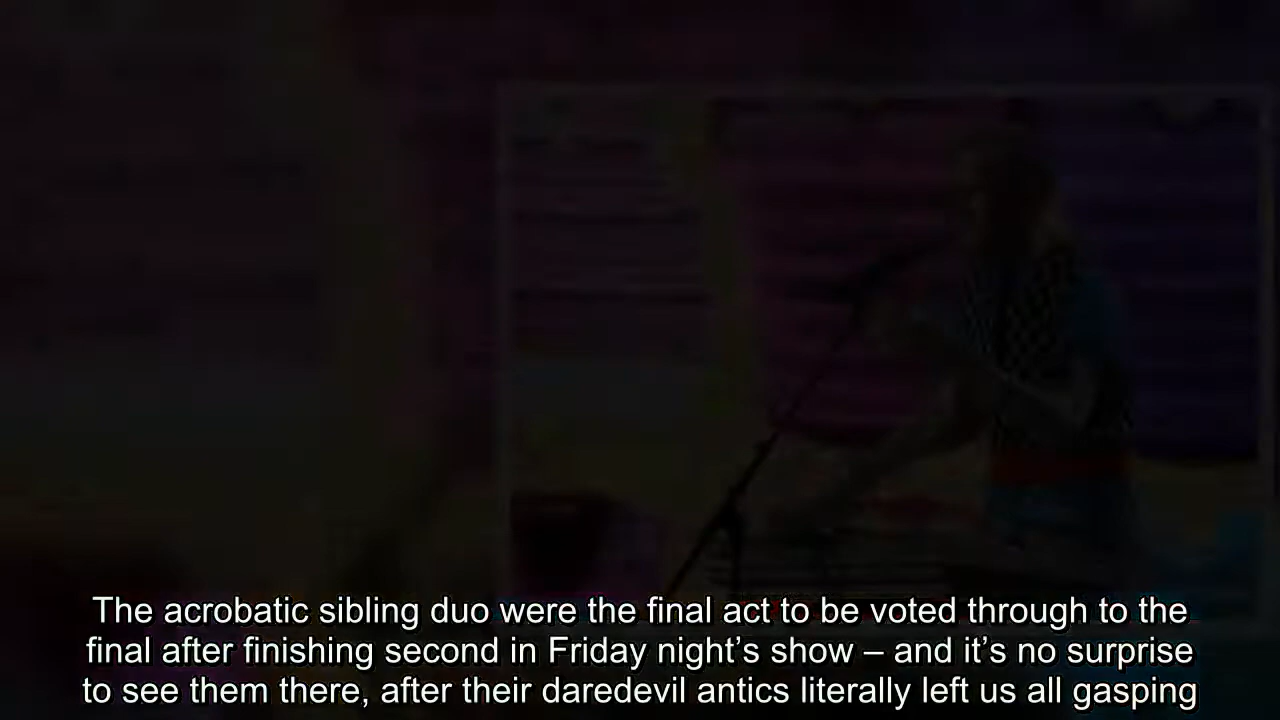 The acrobatic sibling duo were the final act to be voted through to the
final after finishing second in Friday night’s show – and it’s no surprise
to see them there, after their daredevil antics literally left us all gasping